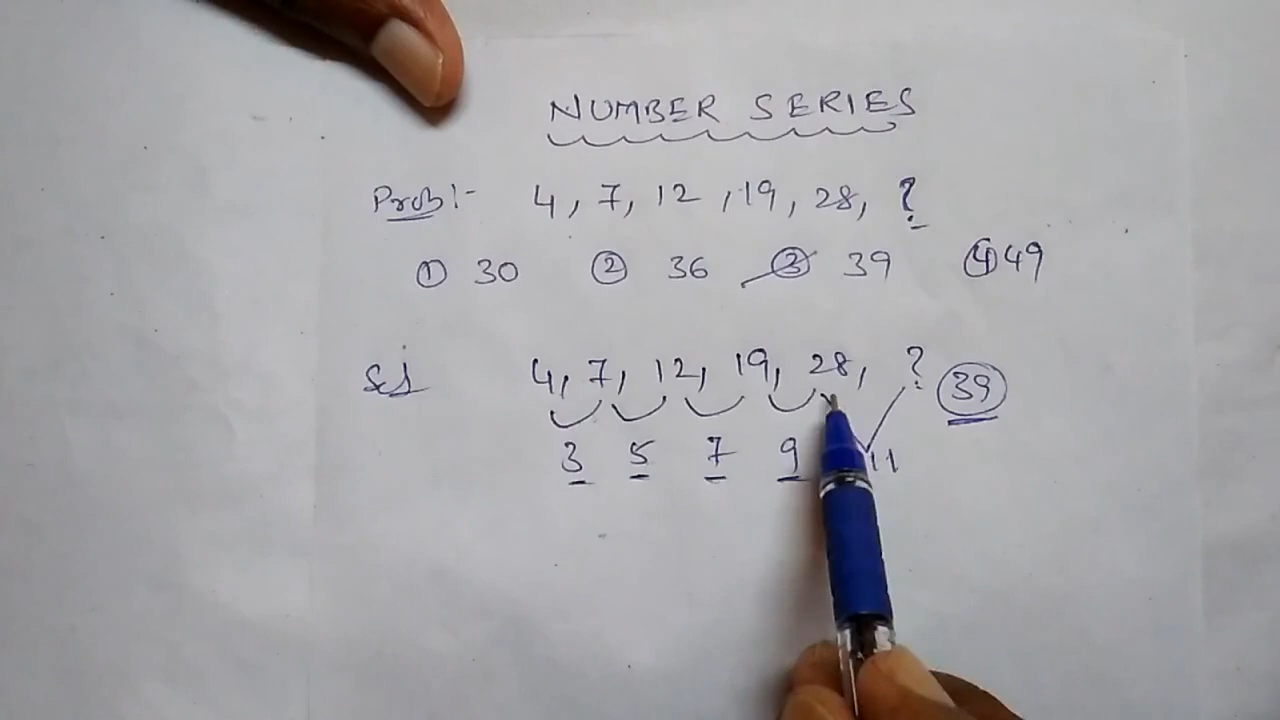 NUMBER SERIES
Prob:- 4, 7, 12, 19, 28, ?
① 30 ② 36 ③ 39 ④ 49
Sol 4, 7, 12, 19, 28, ? 39
3 5 7 9 11